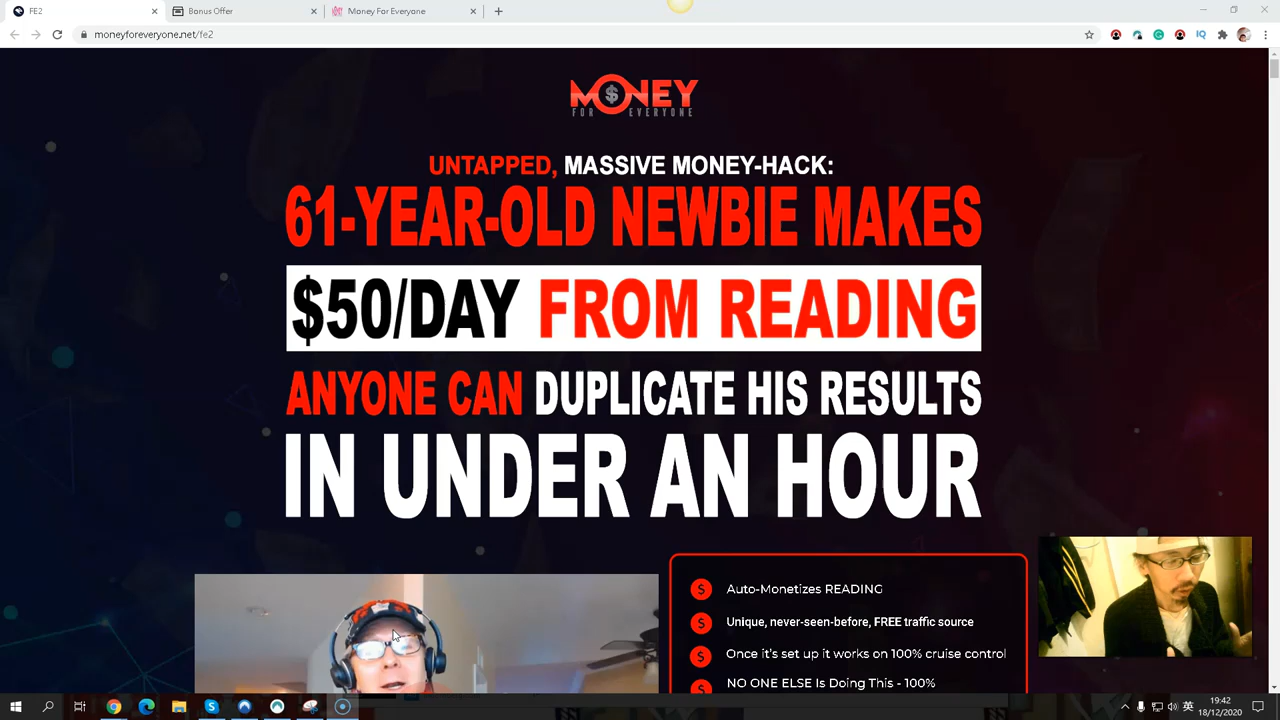 FE2
Bonus Offer
Money For Everyone
moneyforeveryone.net/fe2
MONEY
FOR EVERYONE
UNTAPPED, MASSIVE MONEY-HACK:
61-YEAR-OLD NEWBIE MAKES
$50/DAY FROM READING
ANYONE CAN DUPLICATE HIS RESULTS
IN UNDER AN HOUR
$ Auto-Monetizes READING
$ Unique, never-seen-before, FREE traffic source
$ Once it's set up it works on 100% cruise control
$ NO ONE ELSE Is Doing This - 100%
英
19:42
18/12/2020